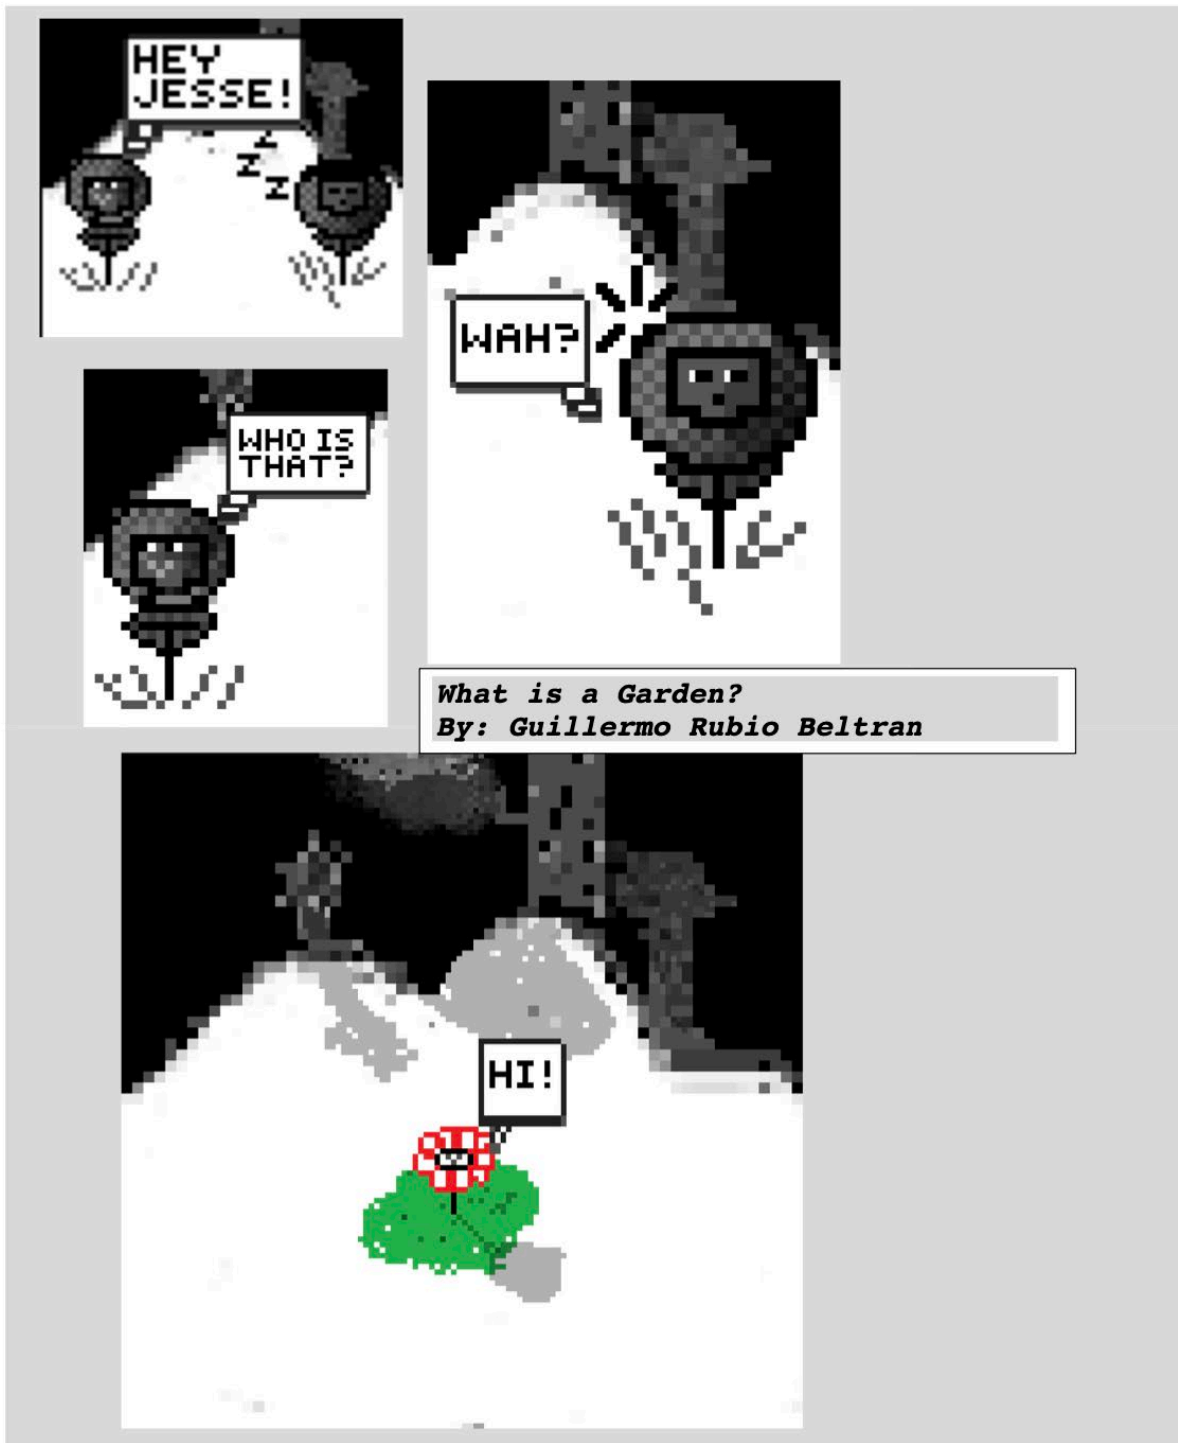 HEY
JESSE!
Z
Z
Z
WAH?
WHO IS
THAT?
What is a Garden?
By: Guillermo Rubio Beltran
HI!